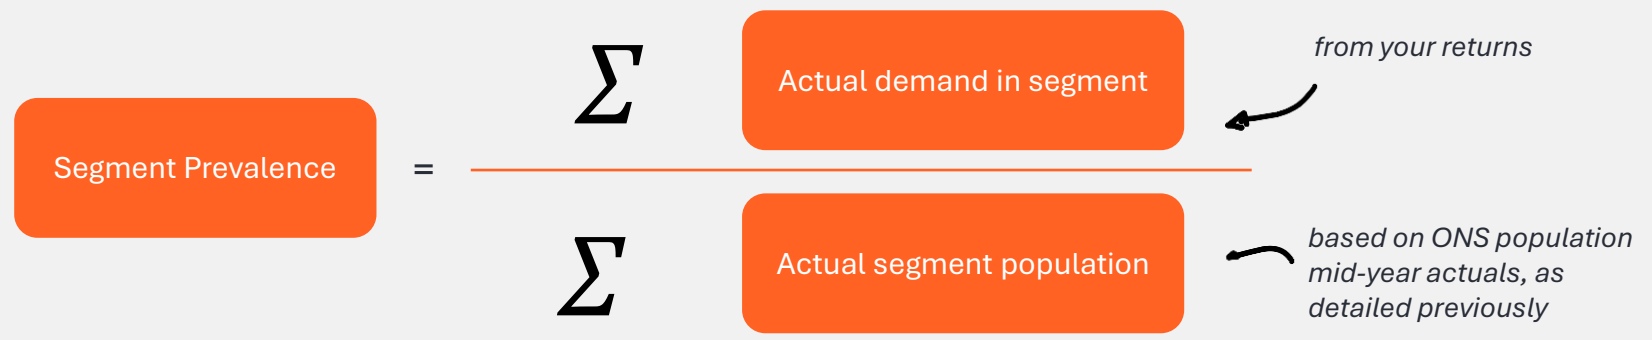 Segment Prevalence
=
Σ
Actual demand in segment
from your returns
Σ
Actual segment population
based on ONS population
mid-year actuals, as
detailed previously